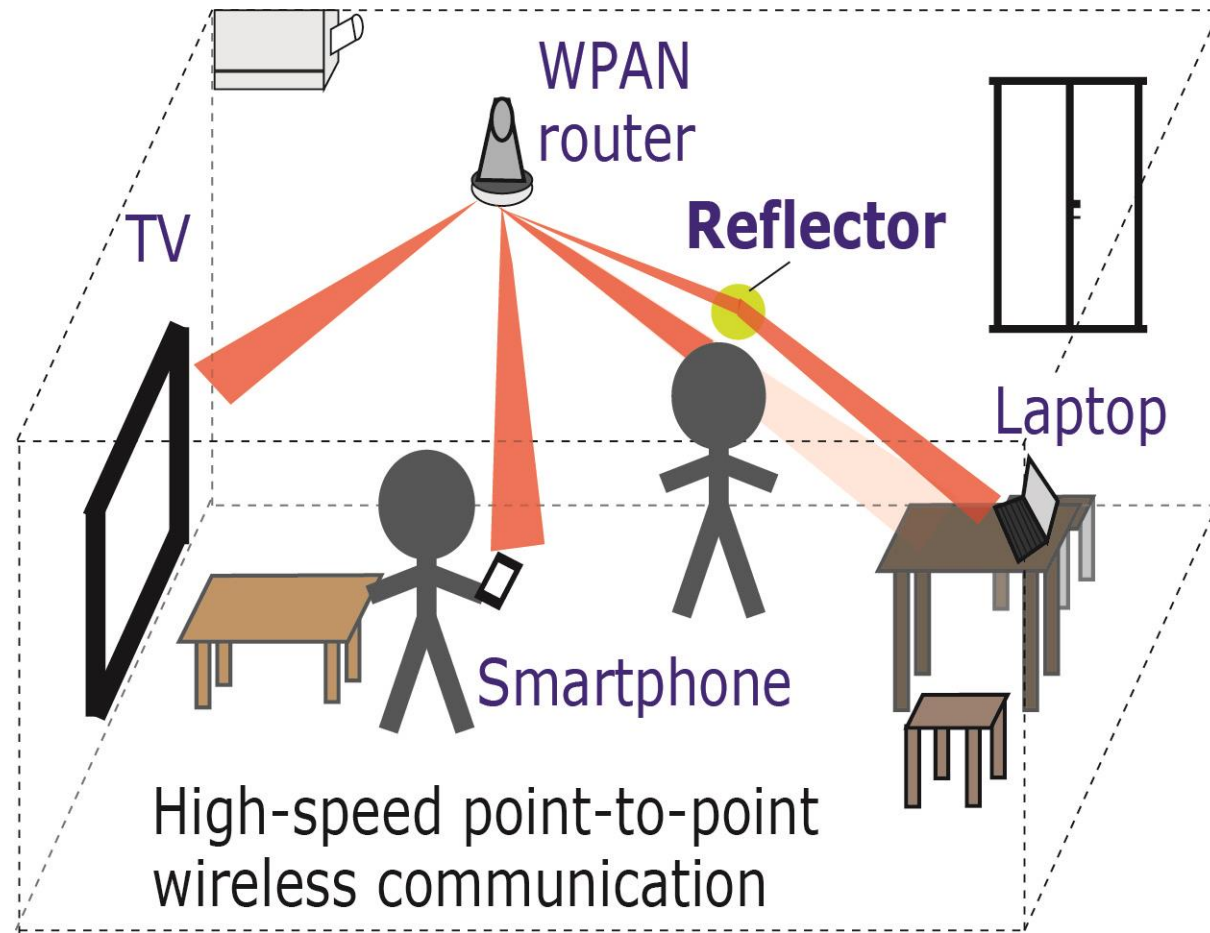 WPAN
router
TV
Reflector
Laptop
Smartphone
High-speed point-to-point
wireless communication